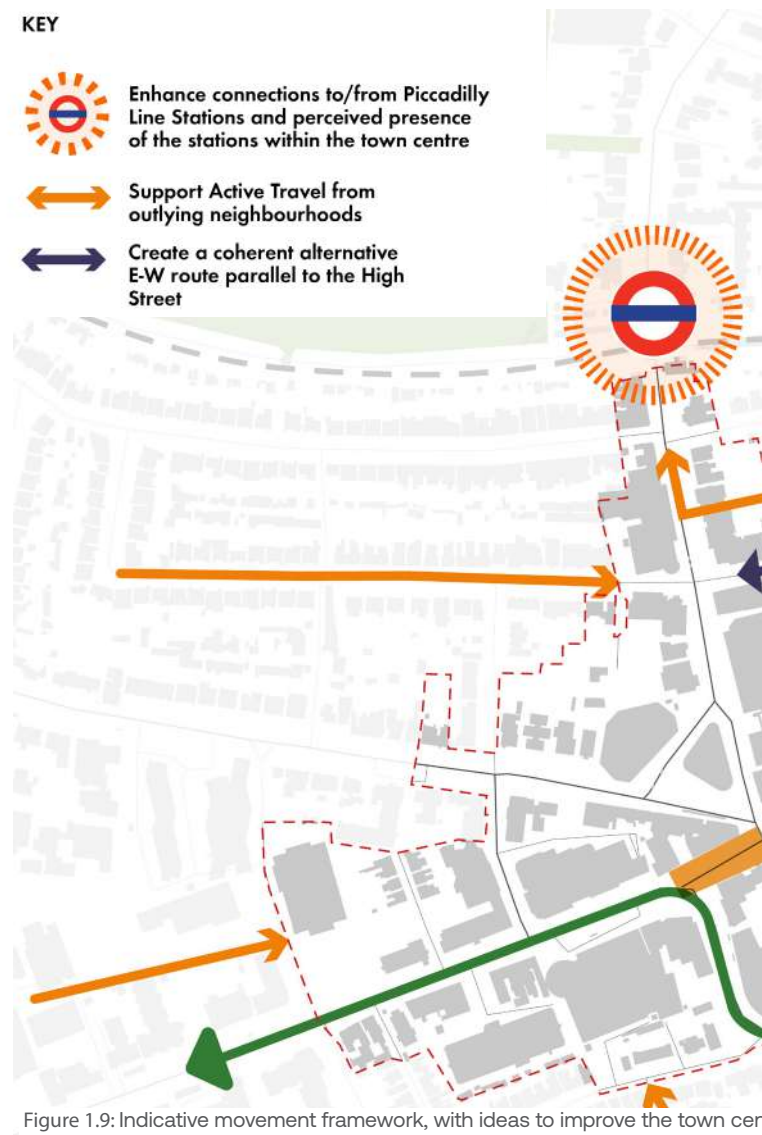 KEY
Enhance connections to/from Piccadilly
Line Stations and perceived presence
of the stations within the town centre
Support Active Travel from
outlying neighbourhoods
Create a coherent alternative
E-W route parallel to the High
Street
Figure 1.9: Indicative movement framework, with ideas to improve the town cen